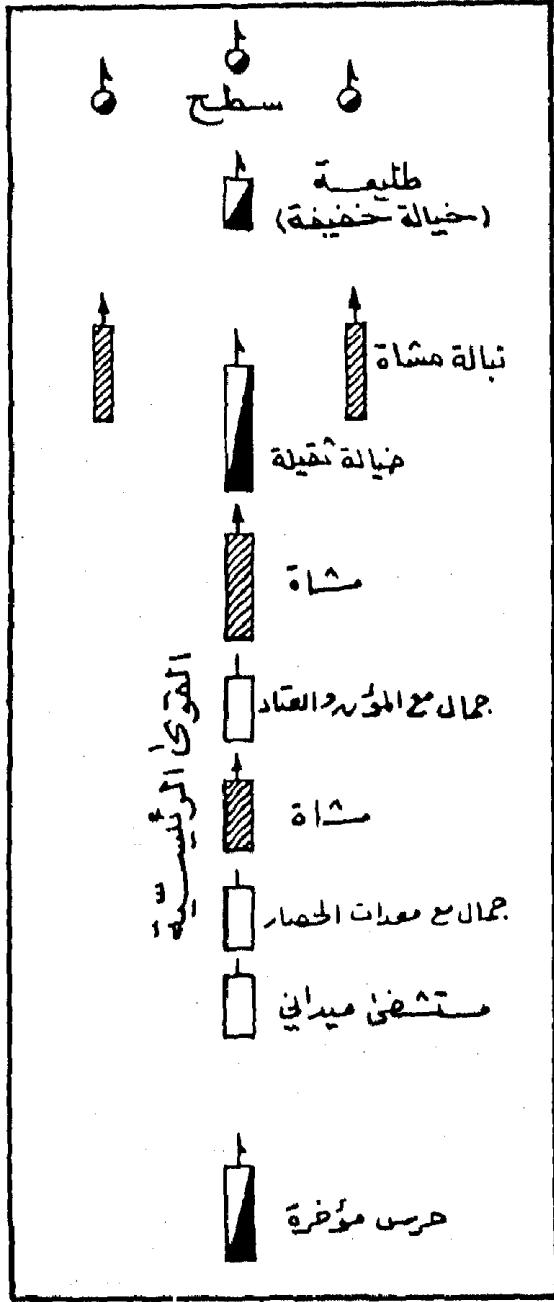 سطح
طليعة
(خيالة خفيفة)
نبالة مشاة
خيالة ثقيلة
مشاة
القوى الرئيسيّة
جمال مع المؤن والعتاد
مشاة
جمال مع معدات الحصار
مستشفى ميداني
حرس مؤخرة